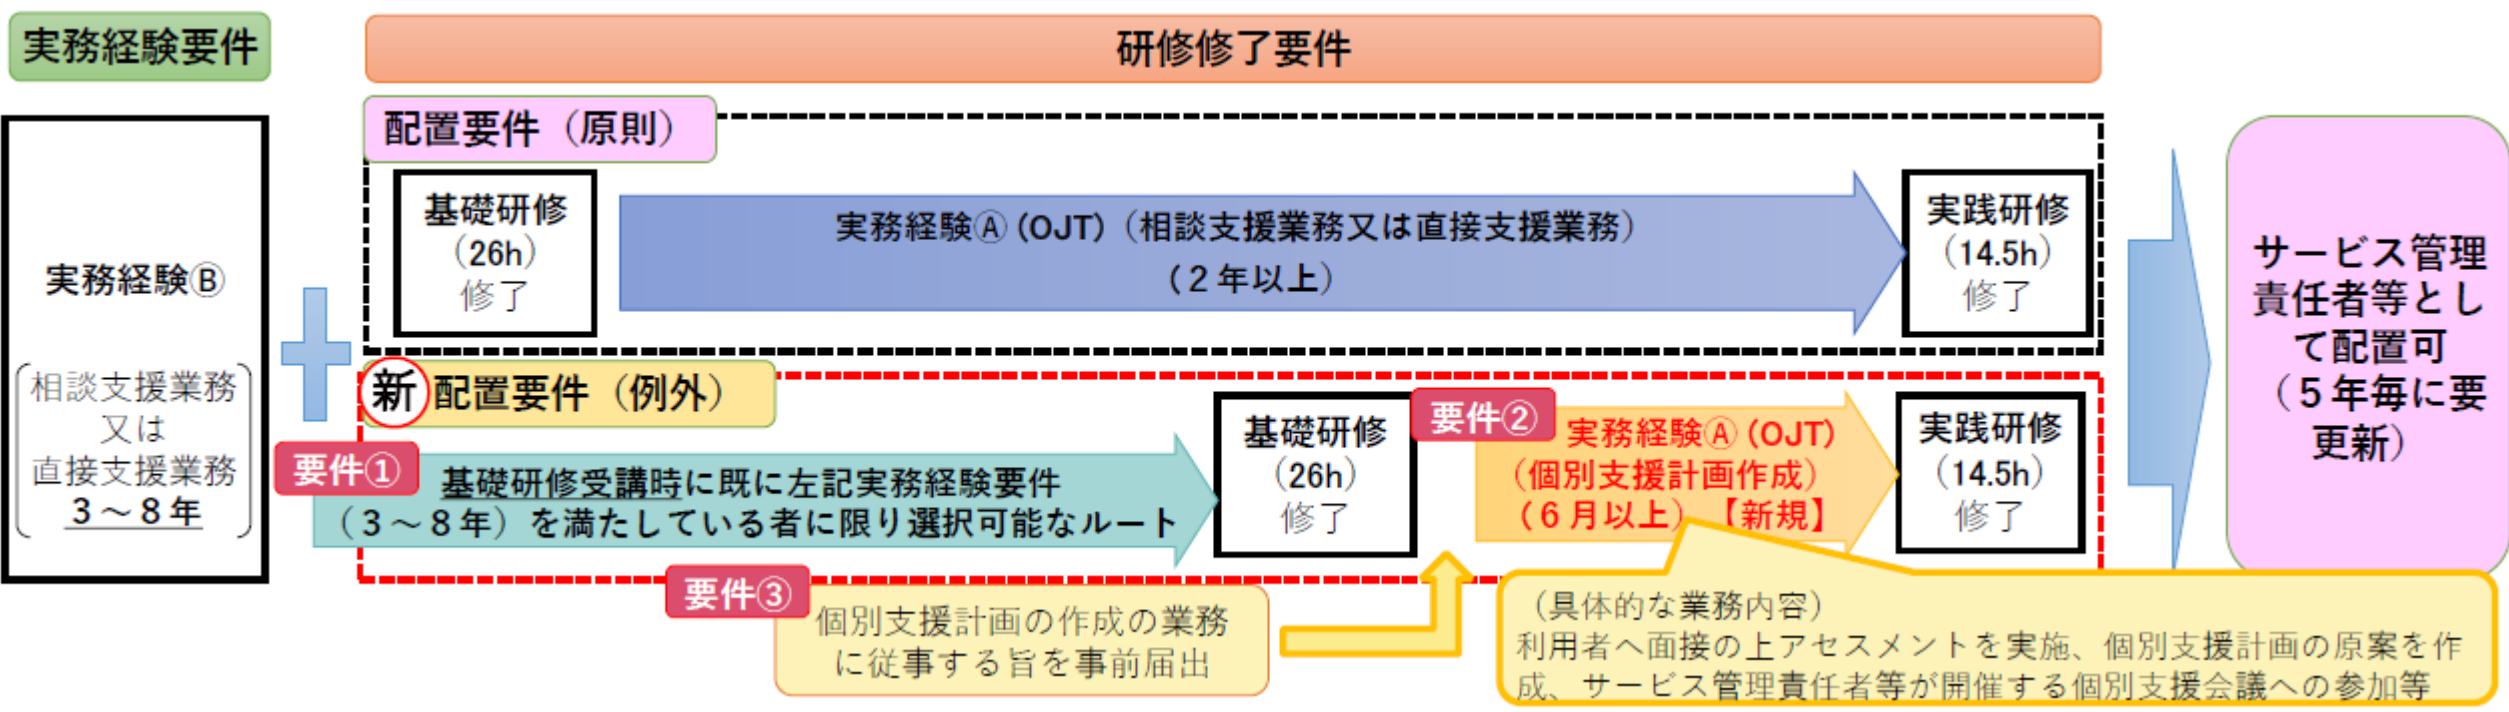 実務経験要件
研修修了要件
実務経験Ⓑ
相談支援業務
又は
直接支援業務
3~8年
配置要件（原則）
基礎研修
（26h）
修了
実務経験Ⓐ(OJT)（相談支援業務又は直接支援業務）
（２年以上）
実践研修
（14.5h）
修了
新 配置要件（例外）
要件①
基礎研修受講時に既に左記実務経験要件
（３～８年）を満たしている者に限り選択可能なルート
基礎研修
（26h）
修了
要件②
実務経験Ⓐ(OJT)
（個別支援計画作成）
（６月以上）【新規】
実践研修
（14.5h）
修了
要件③
個別支援計画の作成の業務
に従事する旨を事前届出
（具体的な業務内容）
利用者へ面接の上アセスメントを実施、個別支援計画の原案を作
成、サービス管理責任者等が開催する個別支援会議への参加等
サービス管理
責任者等とし
て配置可
（５年毎に要
更新）